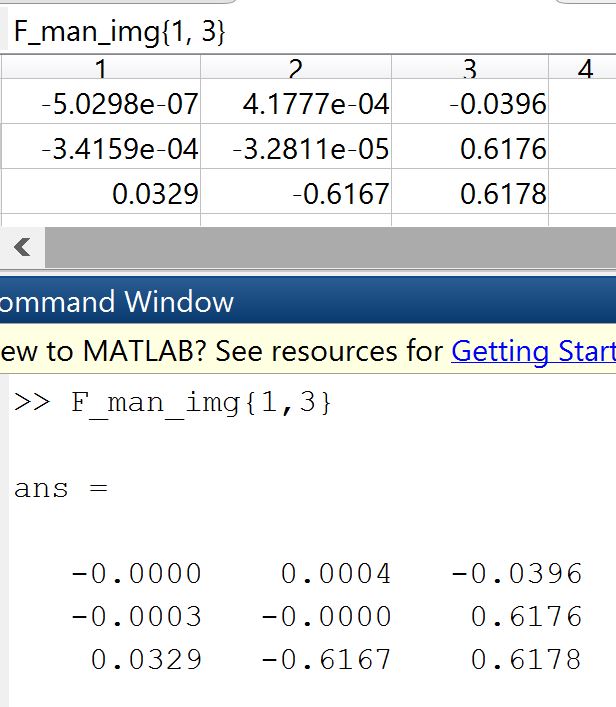 F_man_img{1, 3}
1 2 3 4
-5.0298e-07 4.1777e-04 -0.0396
-3.4159e-04 -3.2811e-05 0.6176
0.0329 -0.6167 0.6178
ommand Window
ew to MATLAB? See resources for Getting Start
>> F_man_img{1,3}
ans =
-0.0000 0.0004 -0.0396
-0.0003 -0.0000 0.6176
0.0329 -0.6167 0.6178